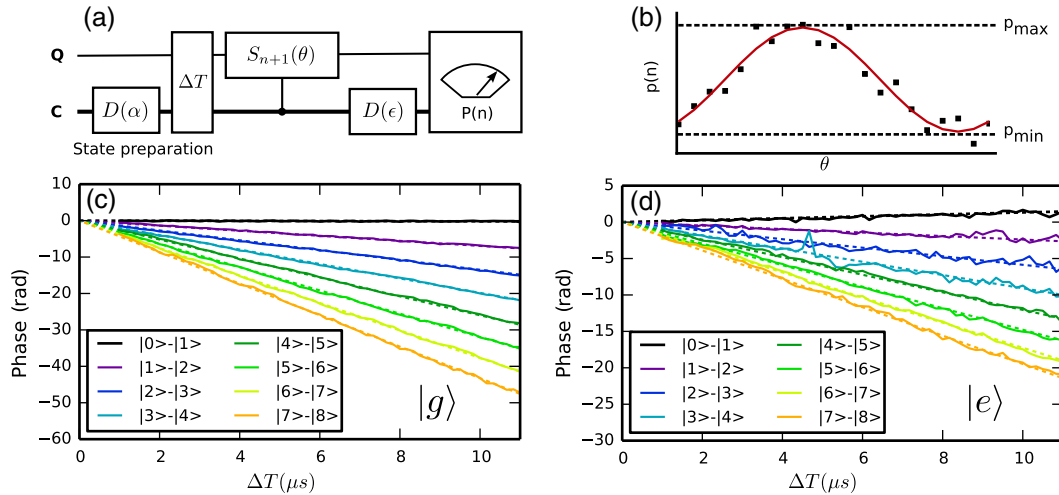 (a)
Q
C
D(α)
ΔT
S_{n+1}(θ)
D(ϵ)
P(n)
State preparation
(b)
p(n)
θ
p_max
p_min
(c)
Phase (rad)
10
0
−10
−20
−30
−40
−50
−60
0 2 4 6 8 10
ΔT(μs)
|0>-|1> |4>-|5>
|1>-|2> |5>-|6>
|2>-|3> |6>-|7>
|3>-|4> |7>-|8>
|g⟩
(d)
Phase (rad)
5
0
−5
−10
−15
−20
−25
−30
0 2 4 6 8 10
ΔT(μs)
|0>-|1> |4>-|5>
|1>-|2> |5>-|6>
|2>-|3> |6>-|7>
|3>-|4> |7>-|8>
|e⟩